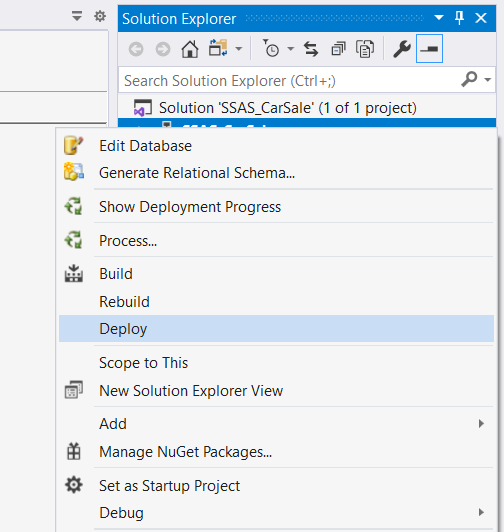 Solution Explorer
Search Solution Explorer (Ctrl+;)
Solution 'SSAS_CarSale' (1 of 1 project)
Edit Database
Generate Relational Schema...
Show Deployment Progress
Process...
Build
Rebuild
Deploy
Scope to This
New Solution Explorer View
Add
Manage NuGet Packages...
Set as Startup Project
Debug